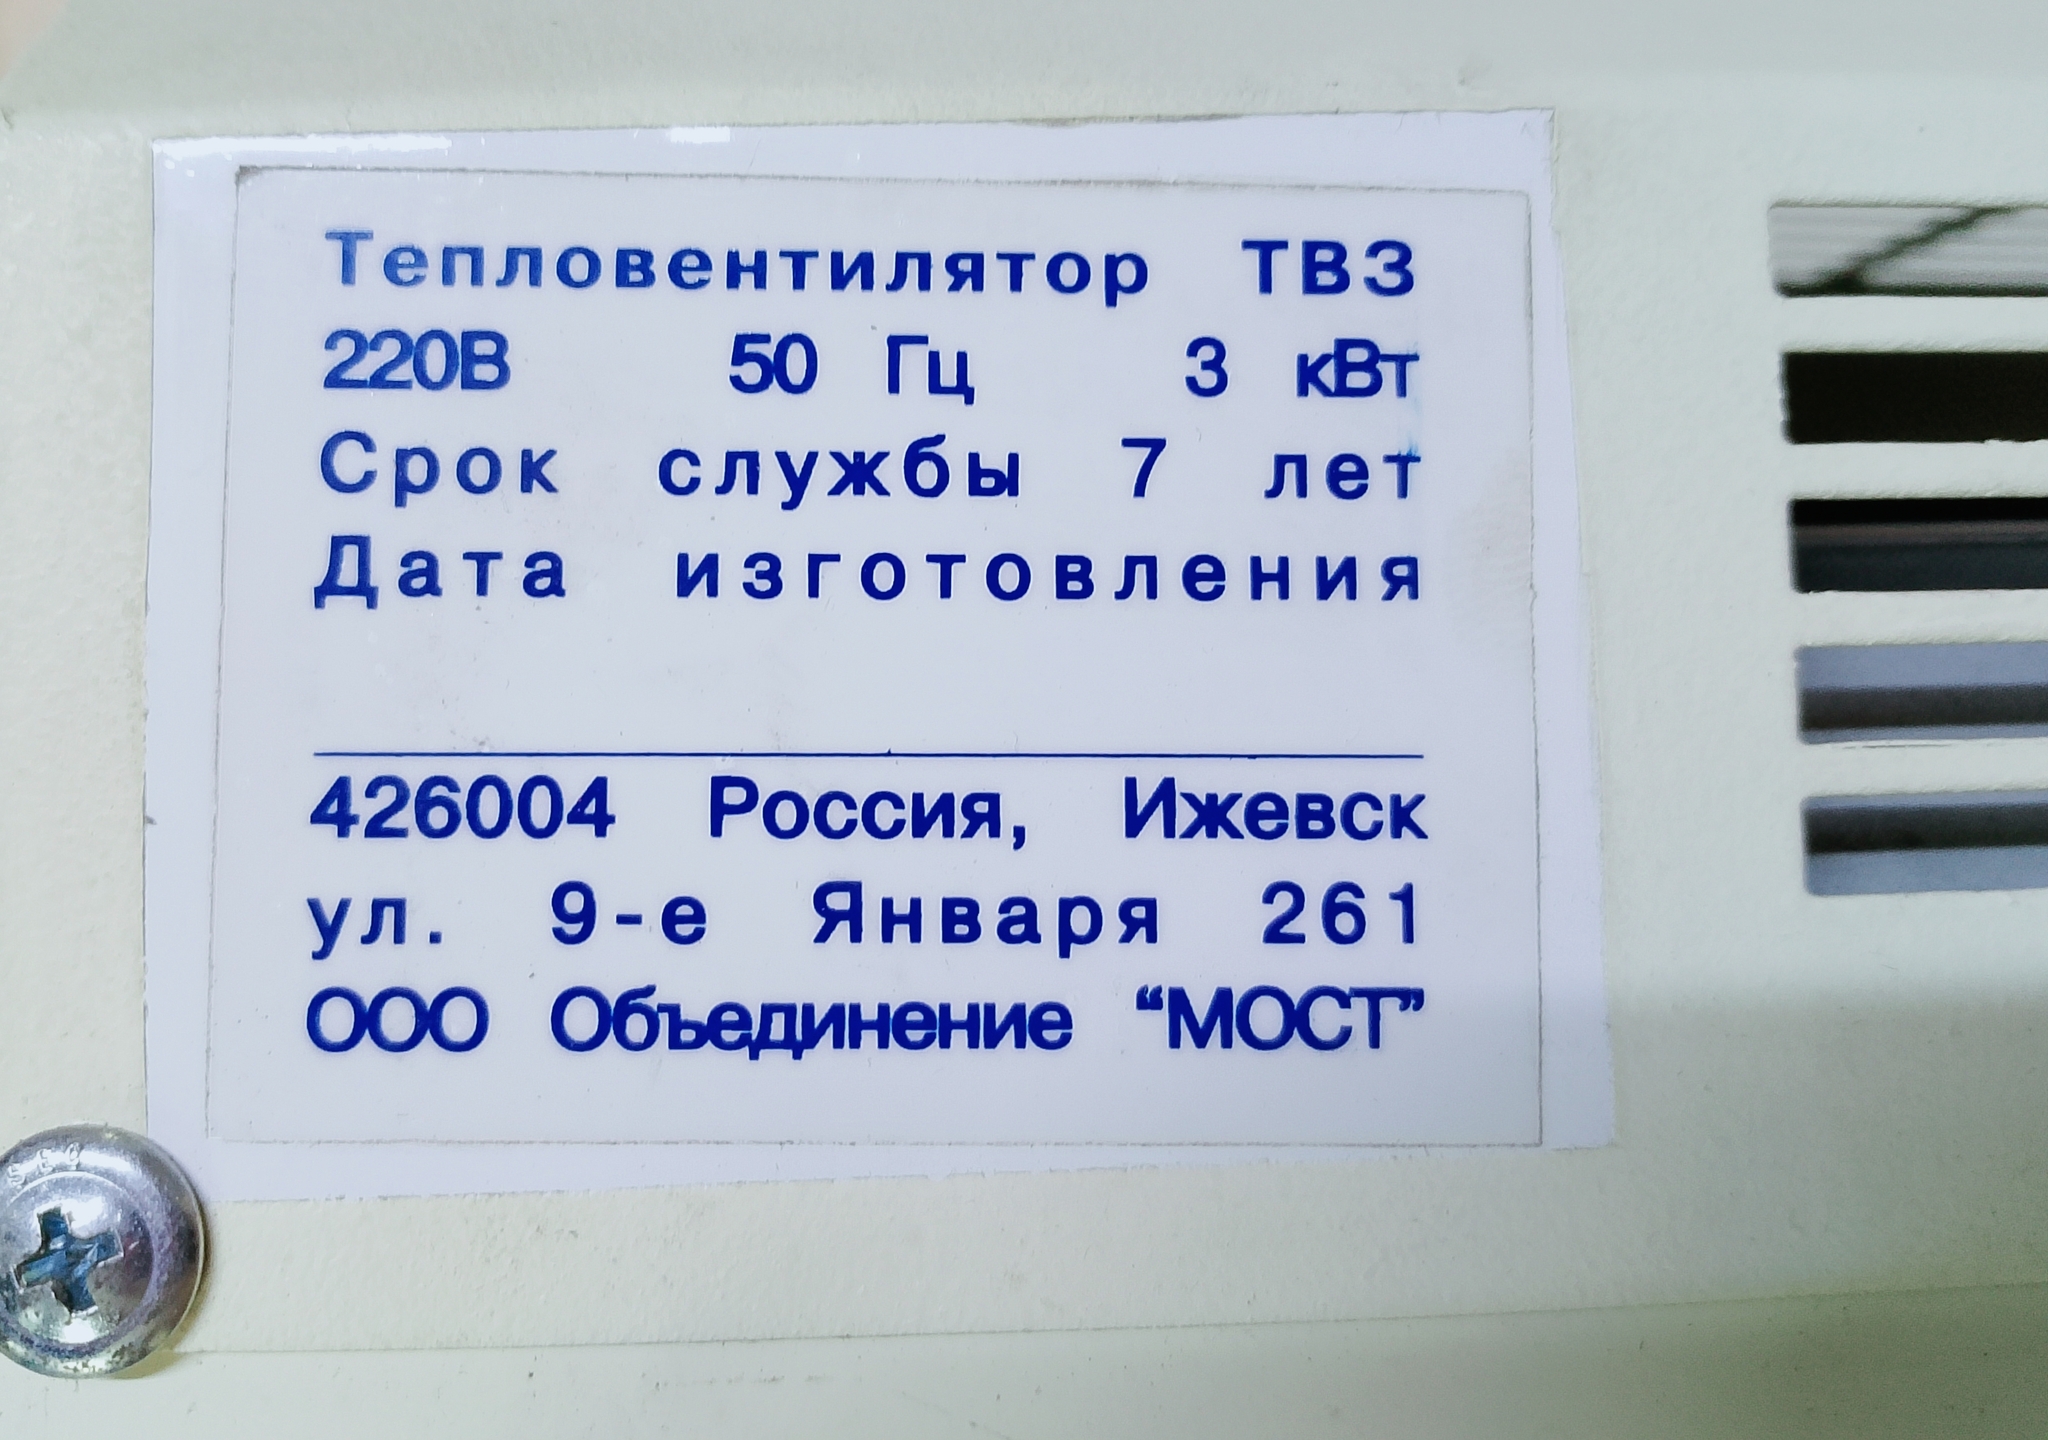 Тепловентилятор ТВ3
220В 50 Гц 3 кВт
Срок службы 7 лет
Дата изготовления
426004 Россия, Ижевск
ул. 9-е Января 261
ООО Объединение “МОСТ”